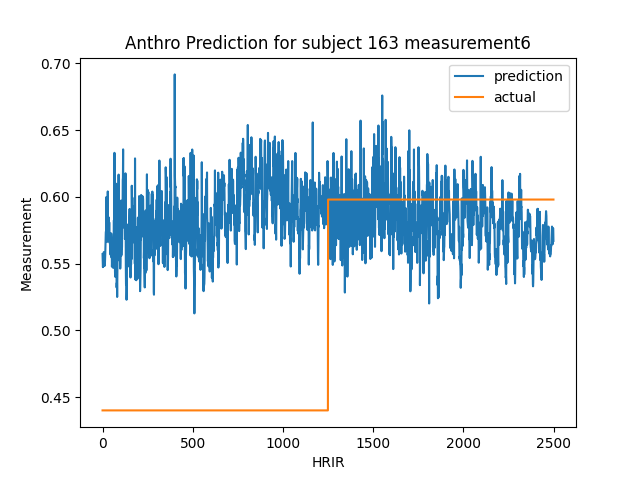 Anthro Prediction for subject 163 measurement6
prediction
actual
Measurement
0.70
0.65
0.60
0.55
0.50
0.45
0
500
1000
1500
2000
2500
HRIR